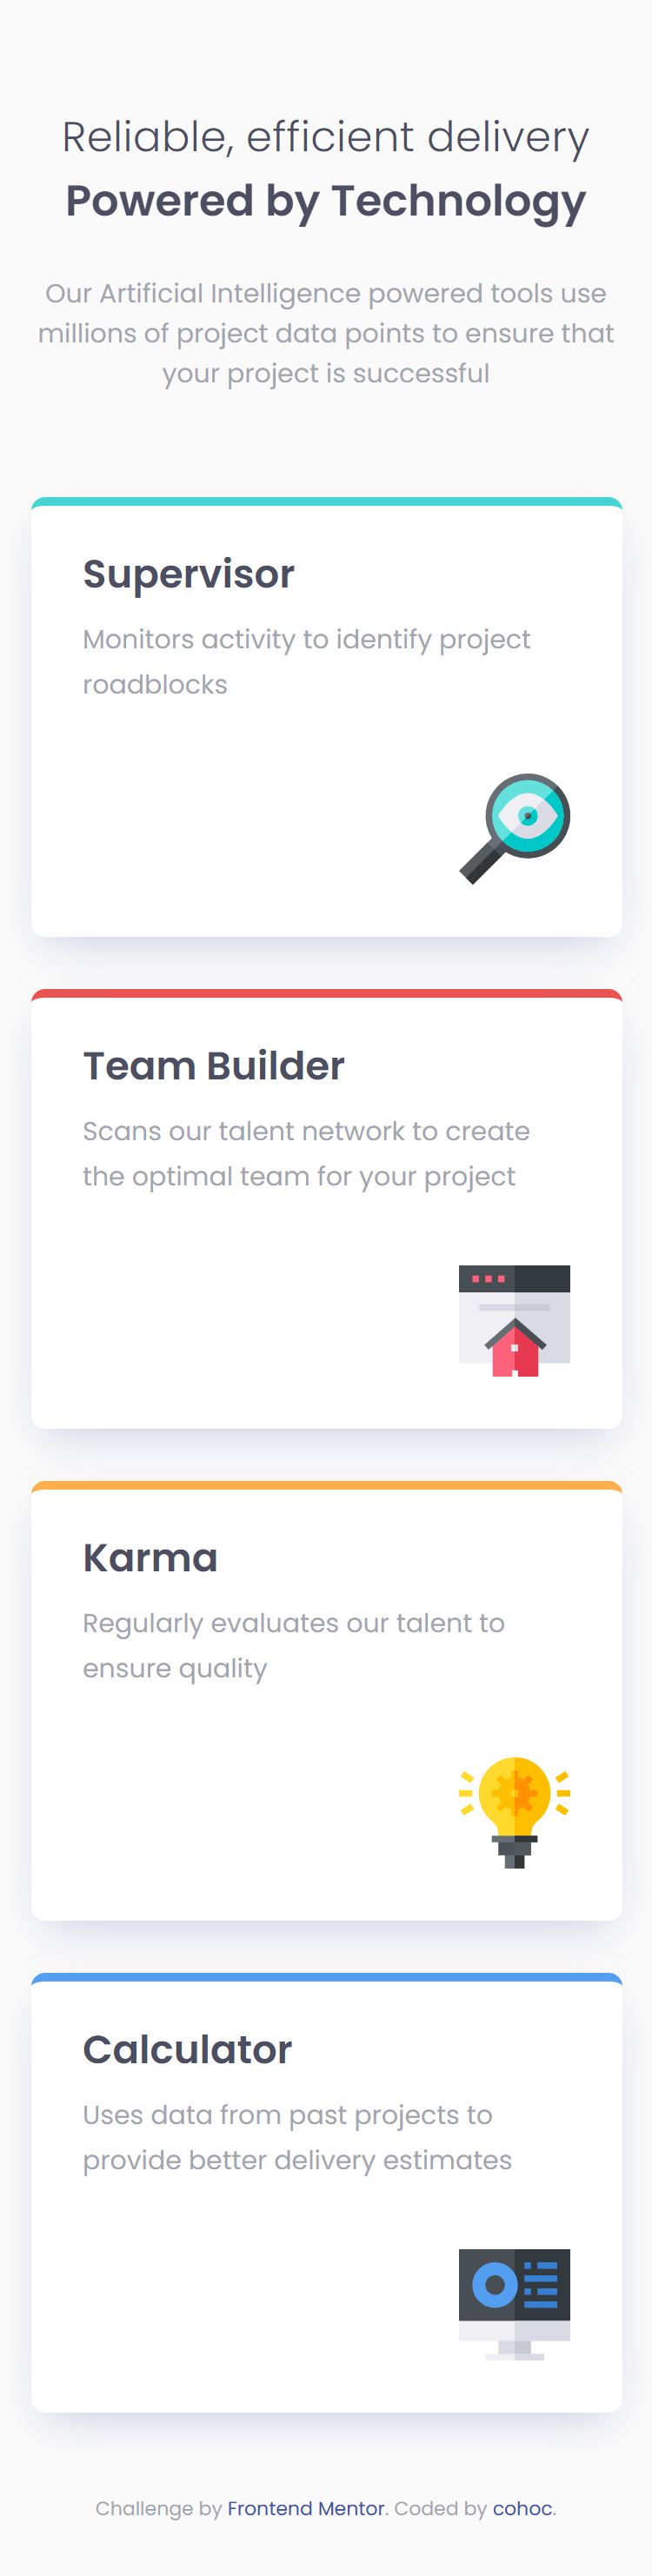 Reliable, efficient delivery
Powered by Technology
Our Artificial Intelligence powered tools use
millions of project data points to ensure that
your project is successful
Supervisor
Monitors activity to identify project
roadblocks
Team Builder
Scans our talent network to create
the optimal team for your project
Karma
Regularly evaluates our talent to
ensure quality
Calculator
Uses data from past projects to
provide better delivery estimates
Challenge by Frontend Mentor. Coded by cohoc.